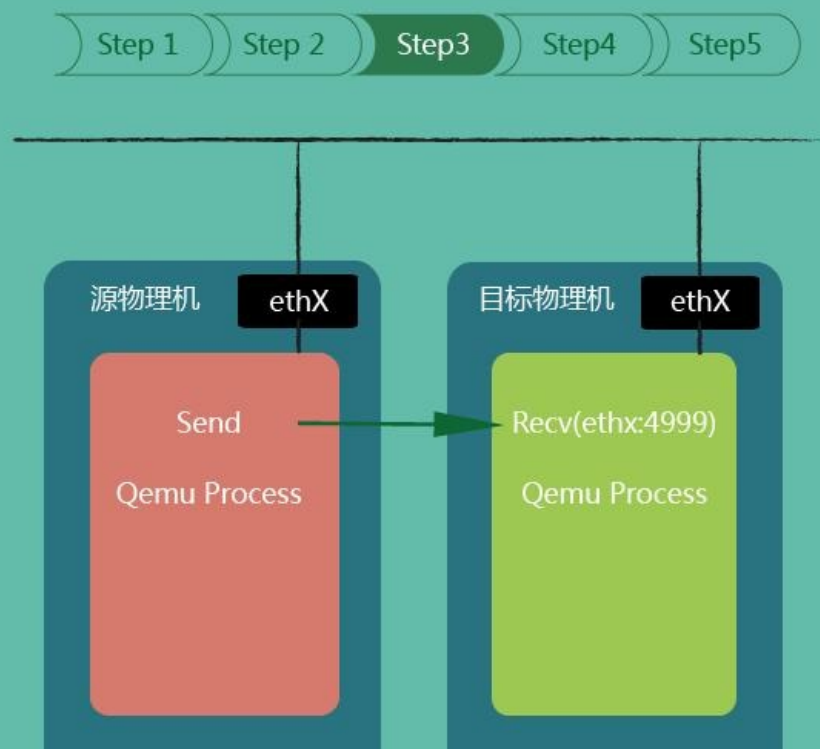 Step 1 Step 2 Step3 Step4 Step5
源物理机 ethX
目标物理机 ethX
Send
Qemu Process
Recv(ethx:4999)
Qemu Process